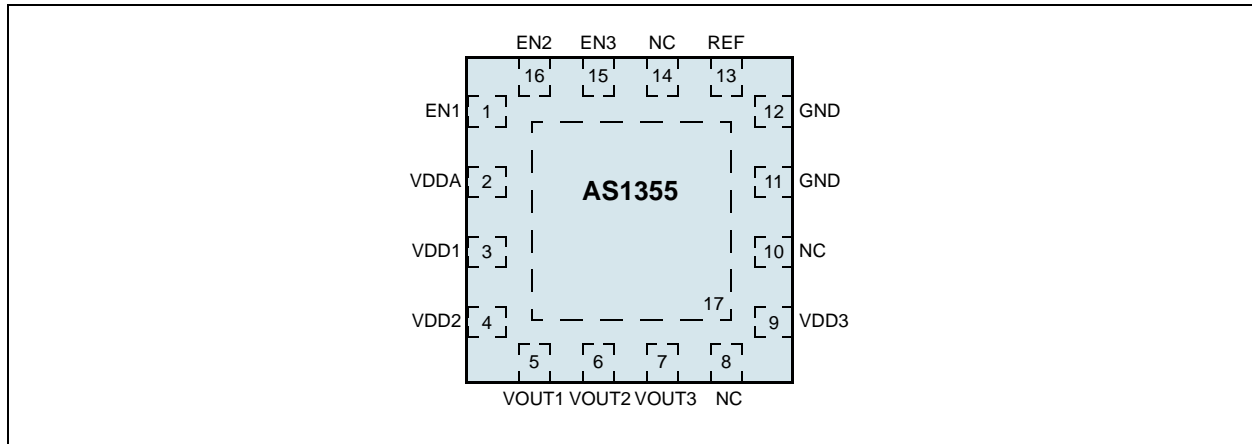 EN2 EN3 NC REF
16 15 14 13
EN1 1 12 GND
VDDA 2 AS1355 11 GND
VDD1 3 10 NC
17
VDD2 4 9 VDD3
5 6 7 8
VOUT1 VOUT2 VOUT3 NC